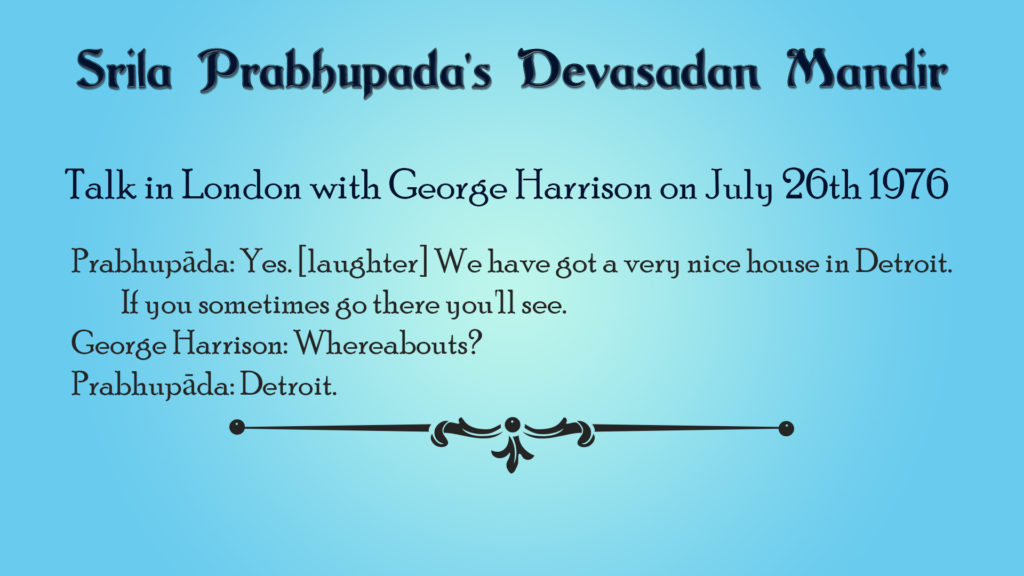 Srila Prabhupada's Devasadan Mandir
Talk in London with George Harrison on July 26th 1976
Prabhupāda: Yes. [laughter] We have got a very nice house in Detroit.
If you sometimes go there you'll see.
George Harrison: Whereabouts?
Prabhupāda: Detroit.